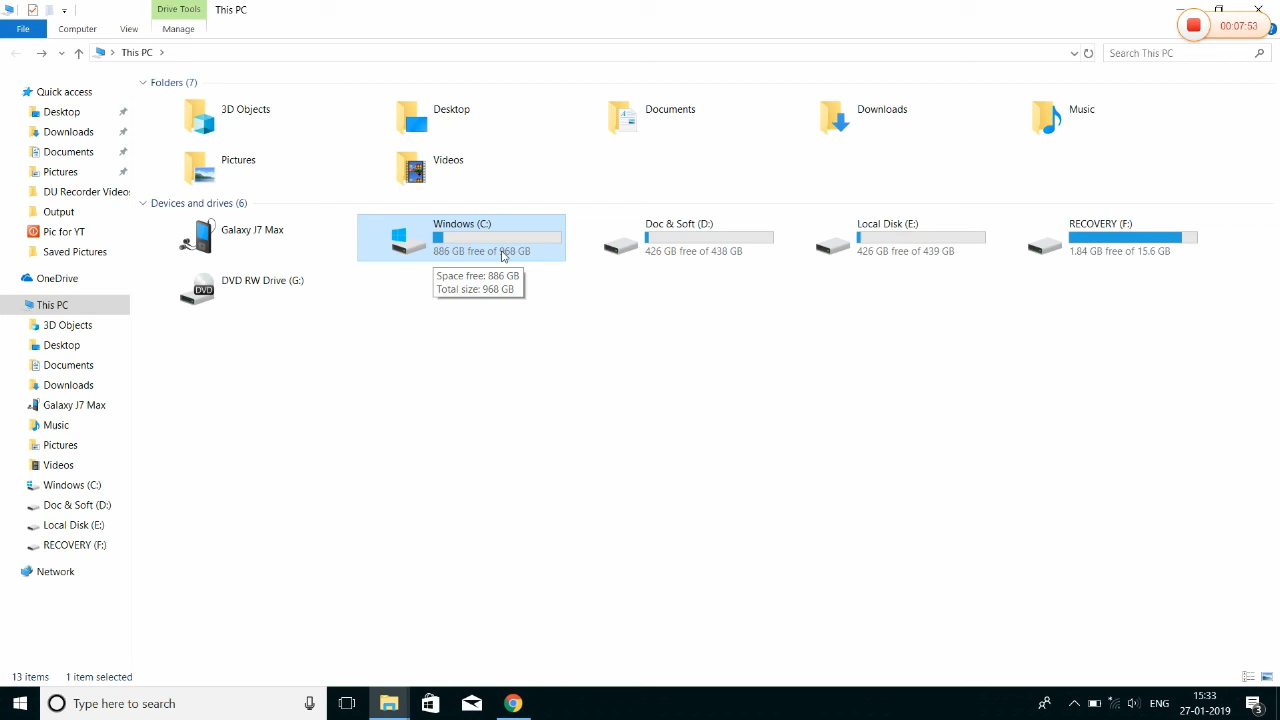 Drive Tools
This PC
00:07:53
File
Computer
View
Manage
This PC
Search This PC
Quick access
Desktop
Downloads
Documents
Pictures
DU Recorder Videos
Output
Pic for YT
Saved Pictures
OneDrive
This PC
3D Objects
Desktop
Documents
Downloads
Galaxy J7 Max
Music
Pictures
Videos
Windows (C:)
Doc & Soft (D:)
Local Disk (E:)
RECOVERY (F:)
Network
Folders (7)
3D Objects
Desktop
Documents
Downloads
Music
Pictures
Videos
Devices and drives (6)
Galaxy J7 Max
Windows (C:)
886 GB free of 968 GB
Doc & Soft (D:)
426 GB free of 438 GB
Local Disk (E:)
426 GB free of 439 GB
RECOVERY (F:)
1.84 GB free of 15.6 GB
DVD
DVD RW Drive (G:)
Space free: 886 GB
Total size: 968 GB
13 items
1 item selected
Type here to search
ENG
15:33
27-01-2019
3